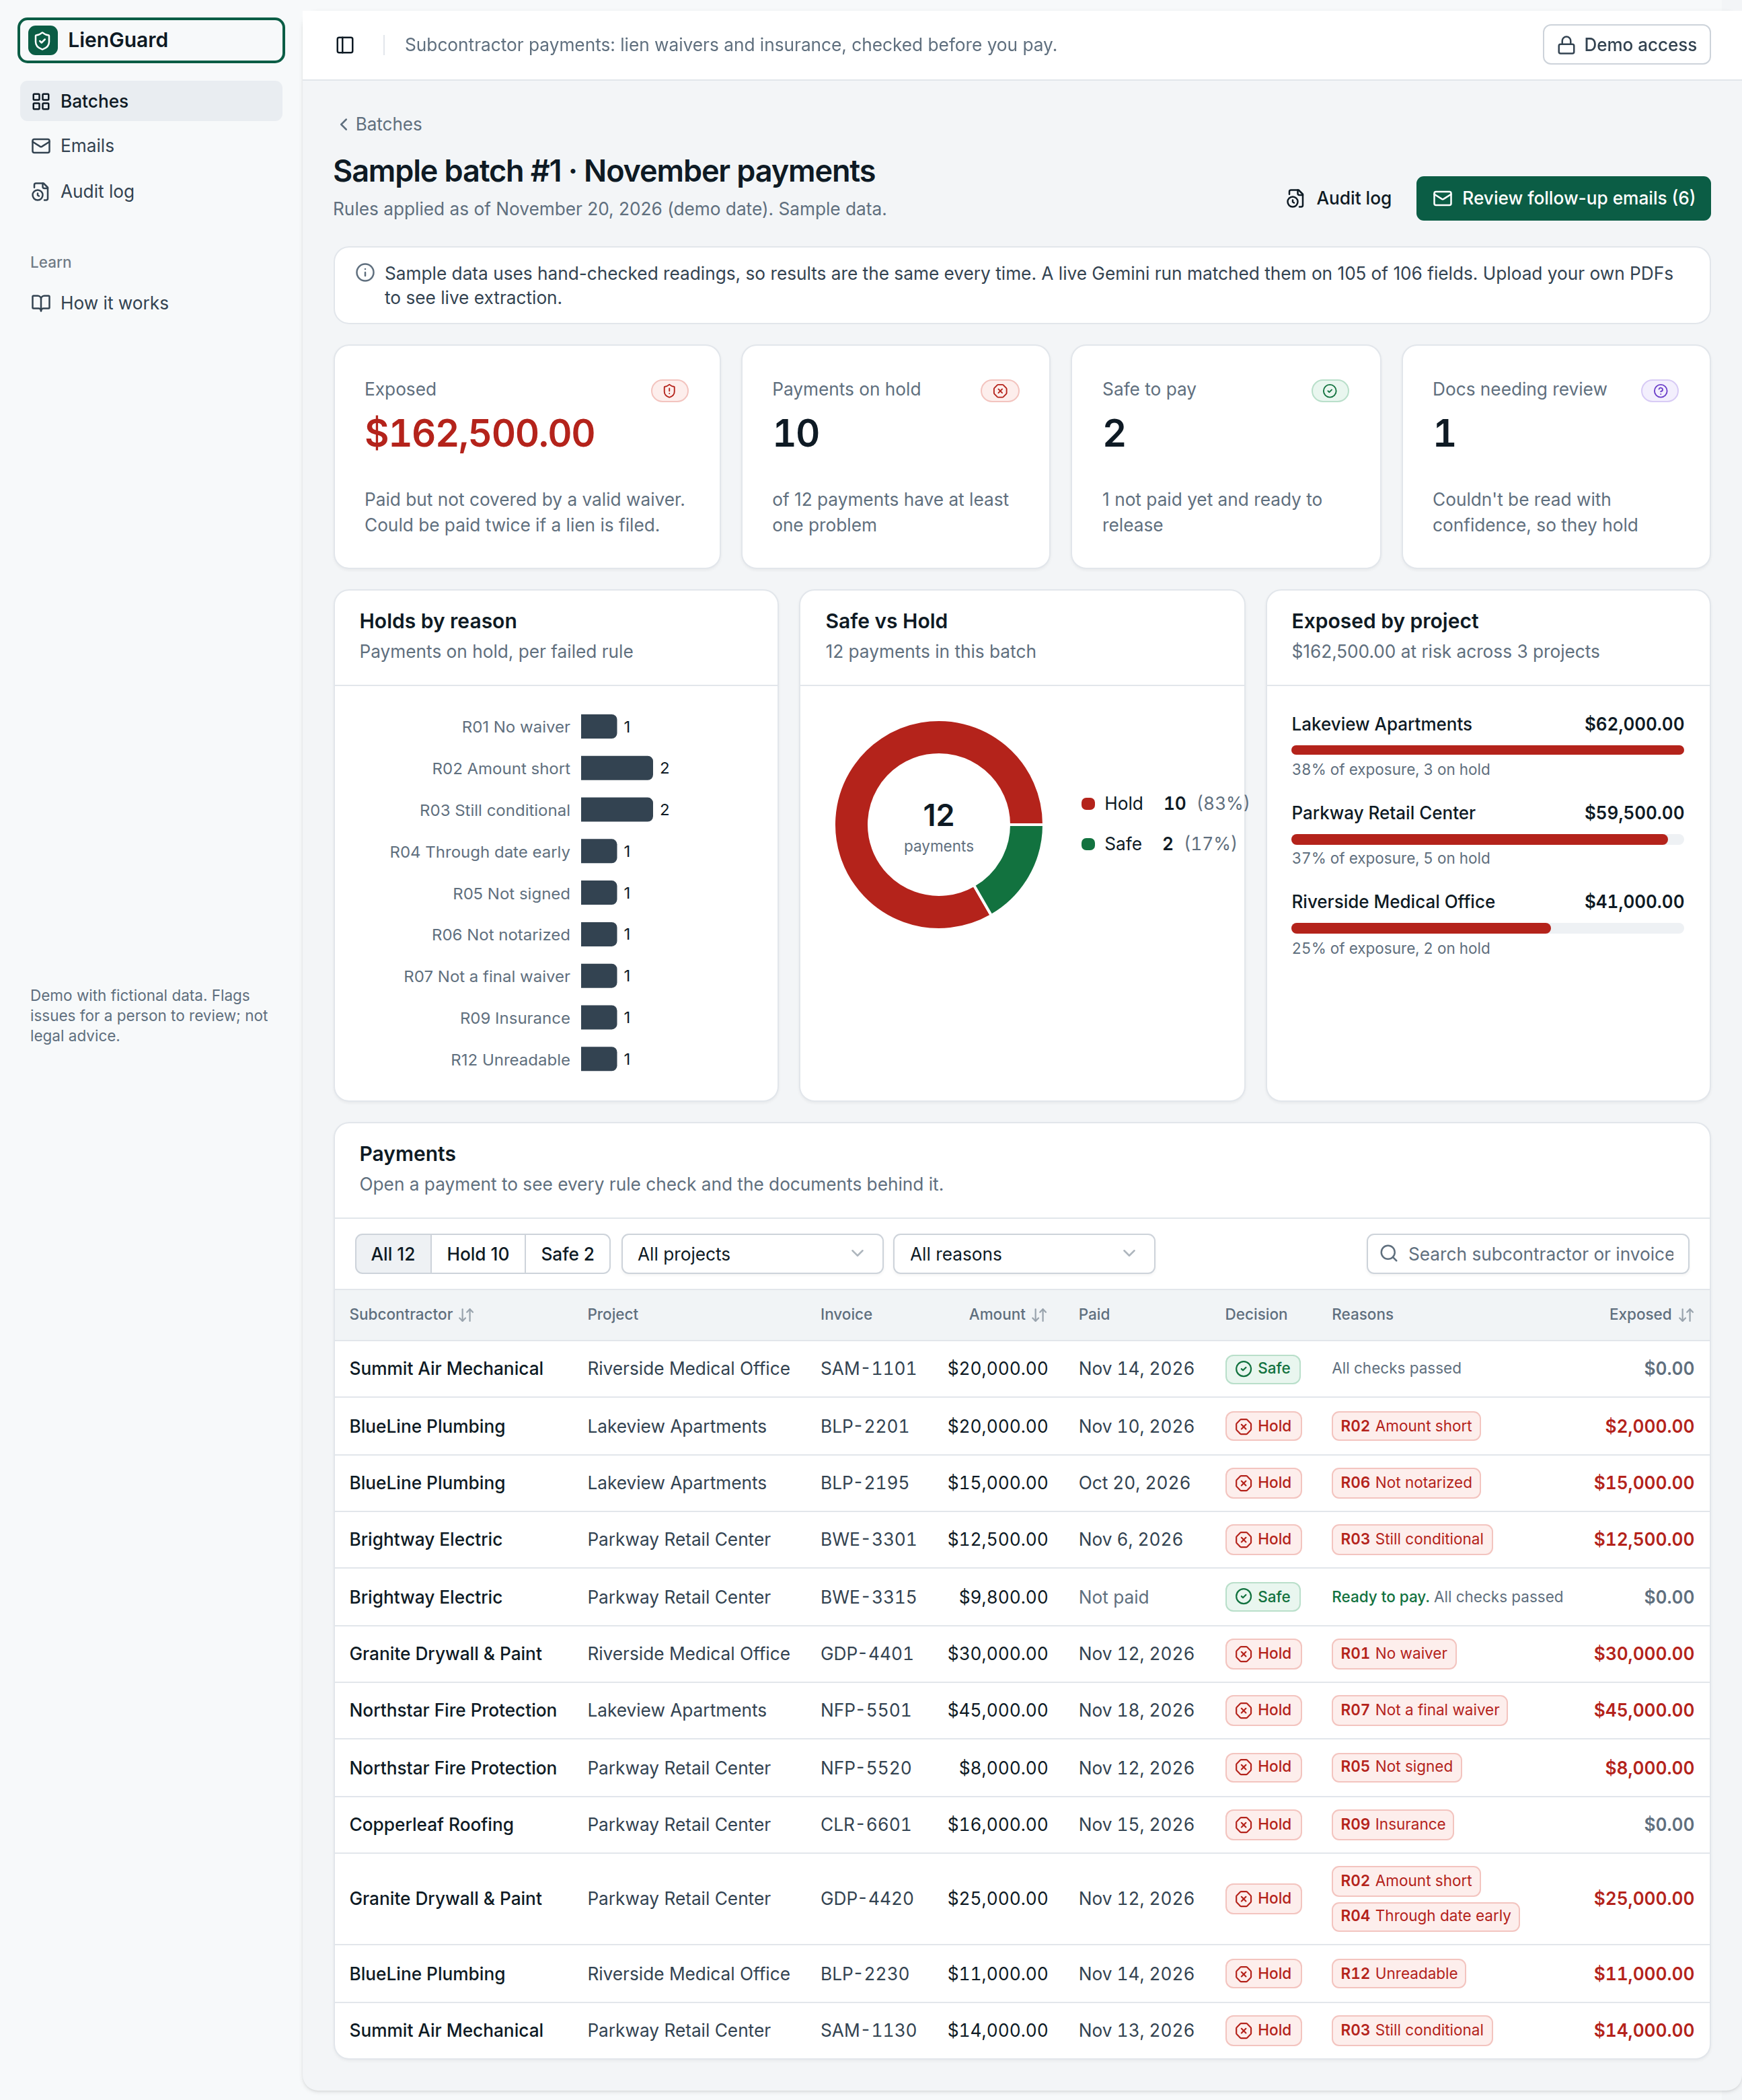 LienGuard
Batches
Emails
Audit log
Learn
How it works
Demo with fictional data. Flags
issues for a person to review; not
legal advice.
Subcontractor payments: lien waivers and insurance, checked before you pay.
Demo access
Batches
Sample batch #1 · November payments
Rules applied as of November 20, 2026 (demo date). Sample data.
Audit log
Review follow-up emails (6)
Sample data uses hand-checked readings, so results are the same every time. A live Gemini run matched them on 105 of 106 fields. Upload your own PDFs
to see live extraction.
Exposed
$162,500.00
Paid but not covered by a valid waiver.
Could be paid twice if a lien is filed.
Payments on hold
10
of 12 payments have at least
one problem
Safe to pay
2
1 not paid yet and ready to
release
Docs needing review
1
Couldn't be read with
confidence, so they hold
Holds by reason
Payments on hold, per failed rule
R01 No waiver 1
R02 Amount short 2
R03 Still conditional 2
R04 Through date early 1
R05 Not signed 1
R06 Not notarized 1
R07 Not a final waiver 1
R09 Insurance 1
R12 Unreadable 1
Safe vs Hold
12 payments in this batch
12
payments
Hold 10 (83%)
Safe 2 (17%)
Exposed by project
$162,500.00 at risk across 3 projects
Lakeview Apartments $62,000.00
38% of exposure, 3 on hold
Parkway Retail Center $59,500.00
37% of exposure, 5 on hold
Riverside Medical Office $41,000.00
25% of exposure, 2 on hold
Payments
Open a payment to see every rule check and the documents behind it.
All 12 Hold 10 Safe 2 All projects All reasons Search subcontractor or invoice
Subcontractor Project Invoice Amount Paid Decision Reasons Exposed
Summit Air Mechanical Riverside Medical Office SAM-1101 $20,000.00 Nov 14, 2026 Safe All checks passed $0.00
BlueLine Plumbing Lakeview Apartments BLP-2201 $20,000.00 Nov 10, 2026 Hold R02 Amount short $2,000.00
BlueLine Plumbing Lakeview Apartments BLP-2195 $15,000.00 Oct 20, 2026 Hold R06 Not notarized $15,000.00
Brightway Electric Parkway Retail Center BWE-3301 $12,500.00 Nov 6, 2026 Hold R03 Still conditional $12,500.00
Brightway Electric Parkway Retail Center BWE-3315 $9,800.00 Not paid Safe Ready to pay. All checks passed $0.00
Granite Drywall & Paint Riverside Medical Office GDP-4401 $30,000.00 Nov 12, 2026 Hold R01 No waiver $30,000.00
Northstar Fire Protection Lakeview Apartments NFP-5501 $45,000.00 Nov 18, 2026 Hold R07 Not a final waiver $45,000.00
Northstar Fire Protection Parkway Retail Center NFP-5520 $8,000.00 Nov 12, 2026 Hold R05 Not signed $8,000.00
Copperleaf Roofing Parkway Retail Center CLR-6601 $16,000.00 Nov 15, 2026 Hold R09 Insurance $0.00
Granite Drywall & Paint Parkway Retail Center GDP-4420 $25,000.00 Nov 12, 2026 Hold R02 Amount short $25,000.00
R04 Through date early
BlueLine Plumbing Riverside Medical Office BLP-2230 $11,000.00 Nov 14, 2026 Hold R12 Unreadable $11,000.00
Summit Air Mechanical Parkway Retail Center SAM-1130 $14,000.00 Nov 13, 2026 Hold R03 Still conditional $14,000.00